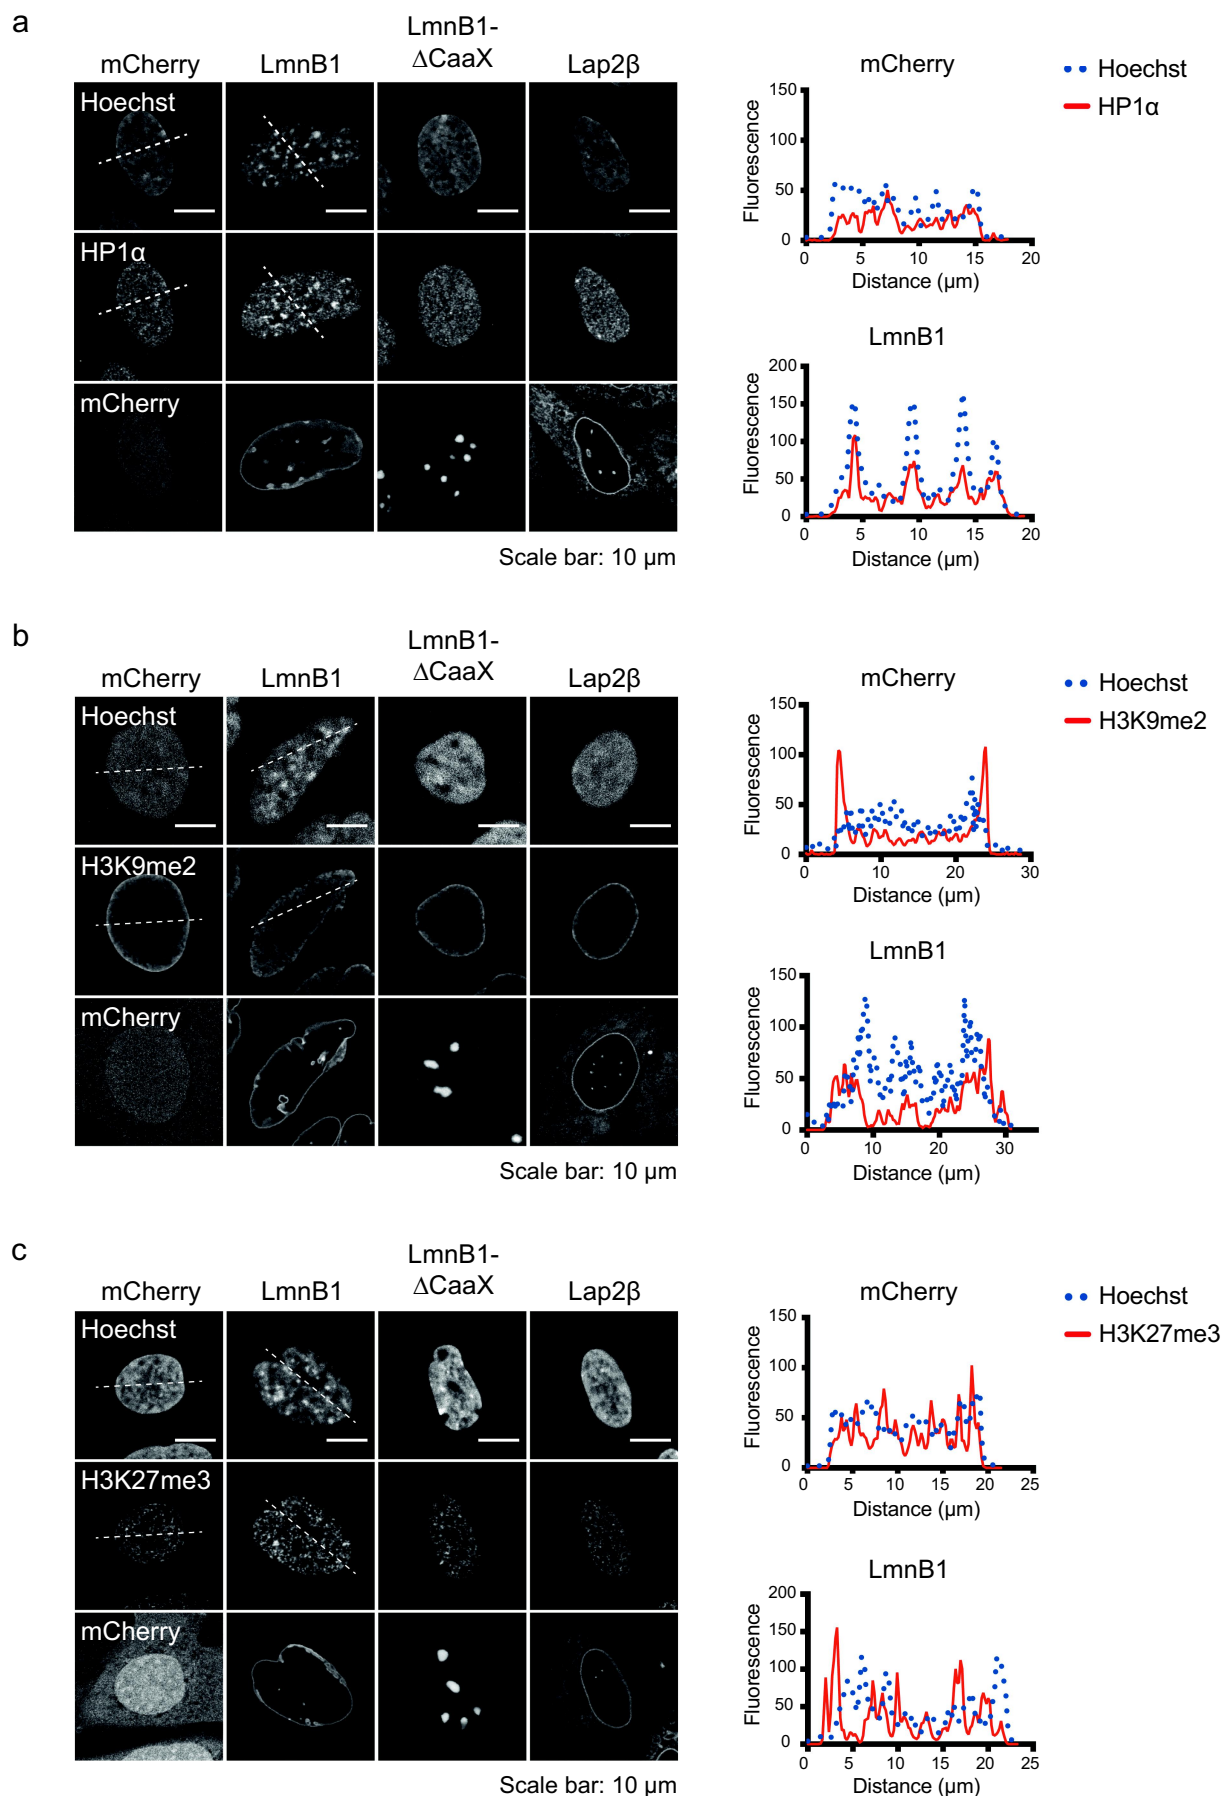 a
mCherry LmnB1 LmnB1-
ΔCaaX Lap2β
Hoechst
HP1α
mCherry
Scale bar: 10 µm
mCherry
Hoechst
HP1α
Fluorescence
150
100
50
0
0 5 10 15 20
Distance (µm)
LmnB1
Fluorescence
200
150
100
50
0
0 5 10 15 20
Distance (µm)
b
mCherry LmnB1 LmnB1-
ΔCaaX Lap2β
Hoechst
H3K9me2
mCherry
Scale bar: 10 µm
mCherry
Hoechst
H3K9me2
Fluorescence
150
100
50
0
0 10 20 30
Distance (µm)
LmnB1
Fluorescence
150
100
50
0
0 10 20 30
Distance (µm)
c
mCherry LmnB1 LmnB1-
ΔCaaX Lap2β
Hoechst
H3K27me3
mCherry
Scale bar: 10 µm
mCherry
Hoechst
H3K27me3
Fluorescence
150
100
50
0
0 5 10 15 20 25
Distance (µm)
LmnB1
Fluorescence
200
150
100
50
0
0 5 10 15 20 25
Distance (µm)